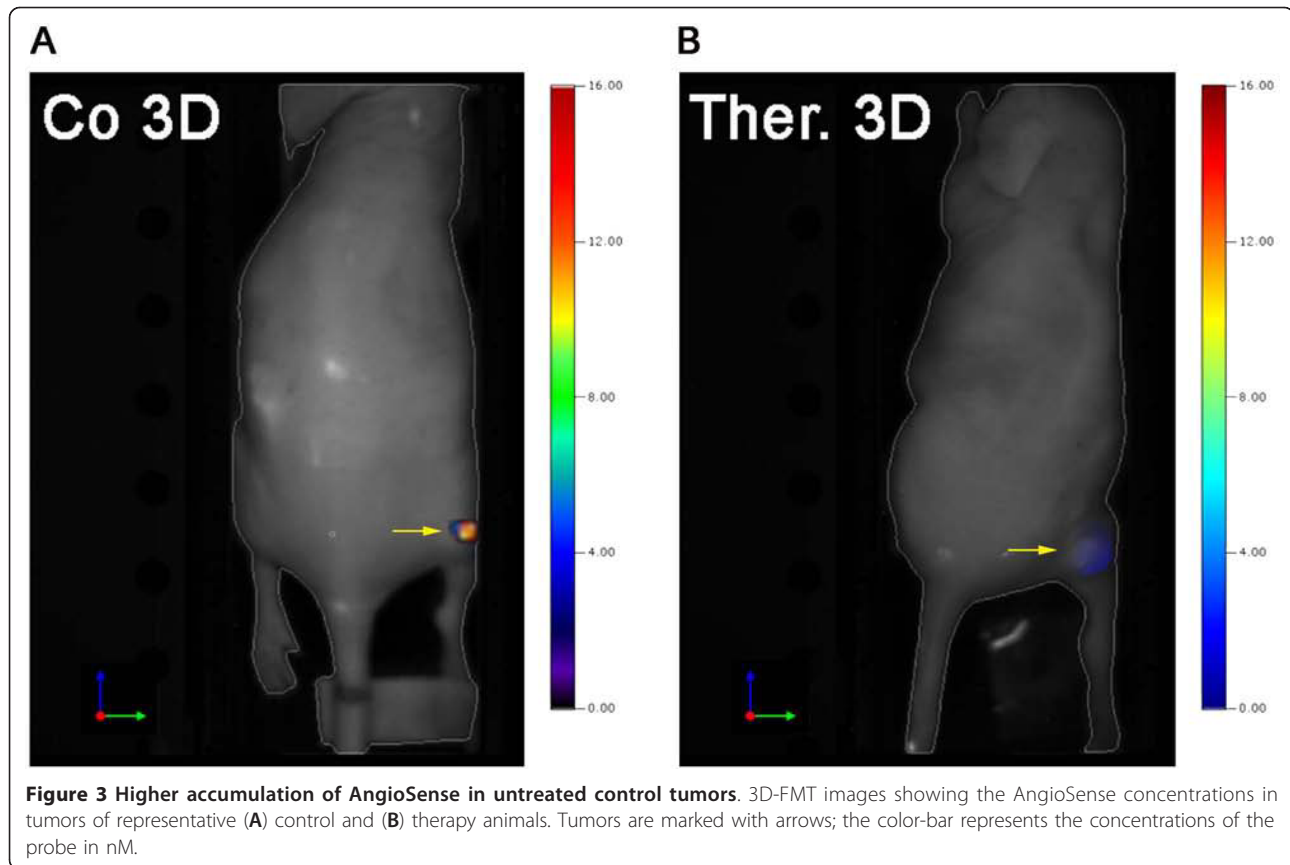 A
B
Co 3D
16.00
12.00
8.00
4.00
0.00
Ther. 3D
16.00
12.00
8.00
4.00
0.00
Figure 3 Higher accumulation of AngioSense in untreated control tumors. 3D-FMT images showing the AngioSense concentrations in
tumors of representative (A) control and (B) therapy animals. Tumors are marked with arrows; the color-bar represents the concentrations of the
probe in nM.